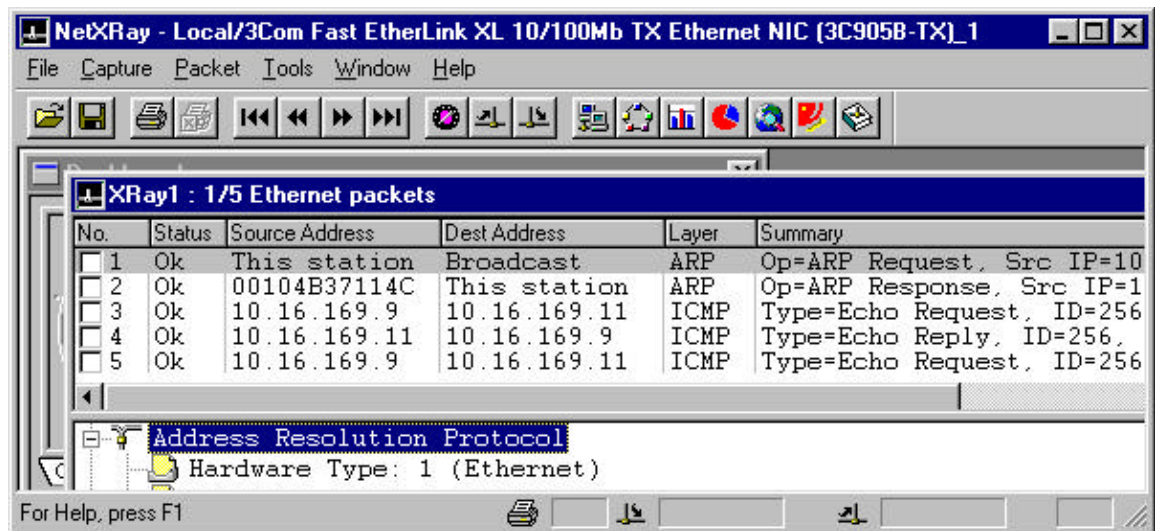 NetXRay - Local/3Com Fast EtherLink XL 10/100Mb TX Ethernet NIC (3C905B-TX)_1
File Capture Packet Tools Window Help
XRay1 : 1/5 Ethernet packets
No. Status Source Address Dest Address Layer Summary
1 Ok This station Broadcast ARP Op=ARP Request, Src IP=10
2 Ok 00104B37114C This station ARP Op=ARP Response, Src IP=1
3 Ok 10.16.169.9 10.16.169.11 ICMP Type=Echo Request, ID=256
4 Ok 10.16.169.11 10.16.169.9 ICMP Type=Echo Reply, ID=256,
5 Ok 10.16.169.9 10.16.169.11 ICMP Type=Echo Request, ID=256
Address Resolution Protocol
Hardware Type: 1 (Ethernet)
For Help, press F1